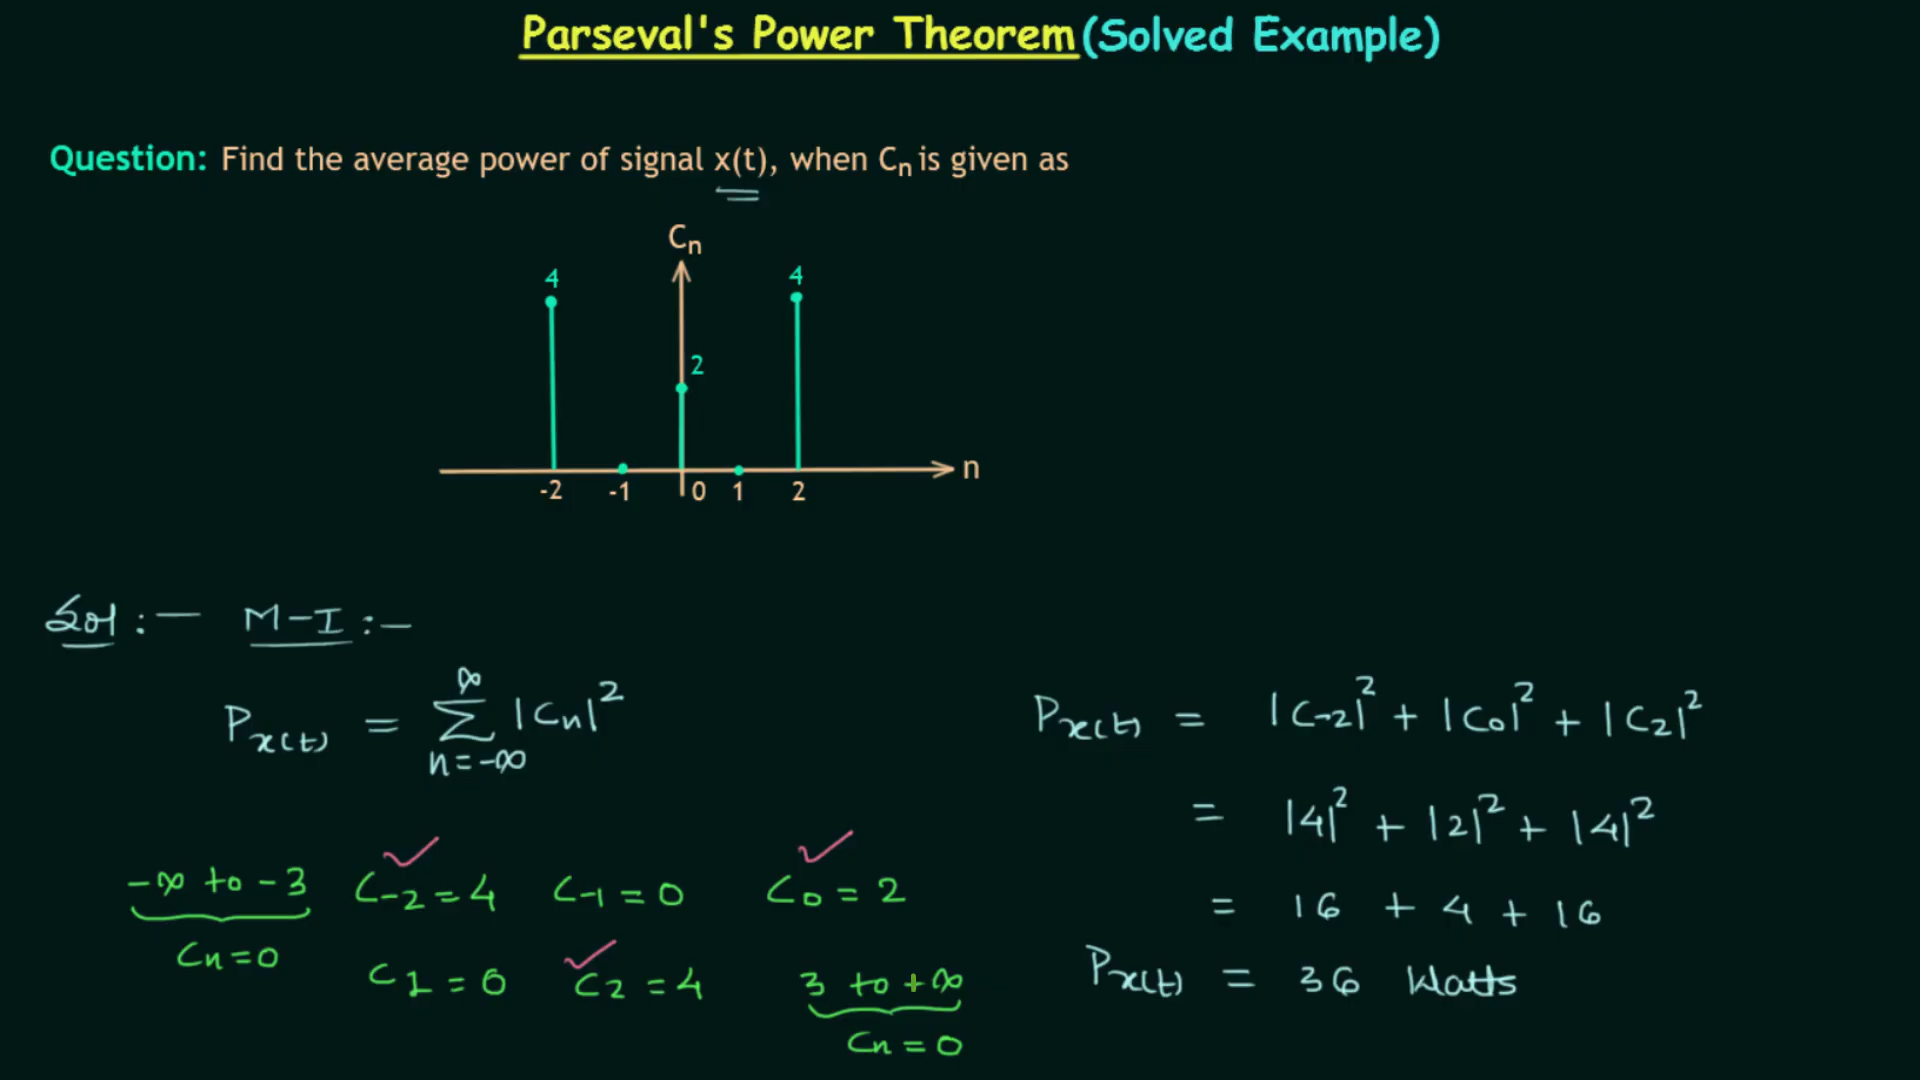 Parseval's Power Theorem (Solved Example)
Question: Find the average power of signal x(t), when Cn is given as
Cn
4
4
2
n
-2 -1 0 1 2
Sol :— M-I :—
Px(t) = ∑ |Cn|²
∞
n=-∞
-∞ to -3
Cn=0
C-2=4 C-1=0 C0=2
C1=0 C2=4
3 to +∞
Cn=0
Px(t) = |C-2|² + |C0|² + |C2|²
= |4|² + |2|² + |4|²
= 16 + 4 + 16
Px(t) = 36 Watts